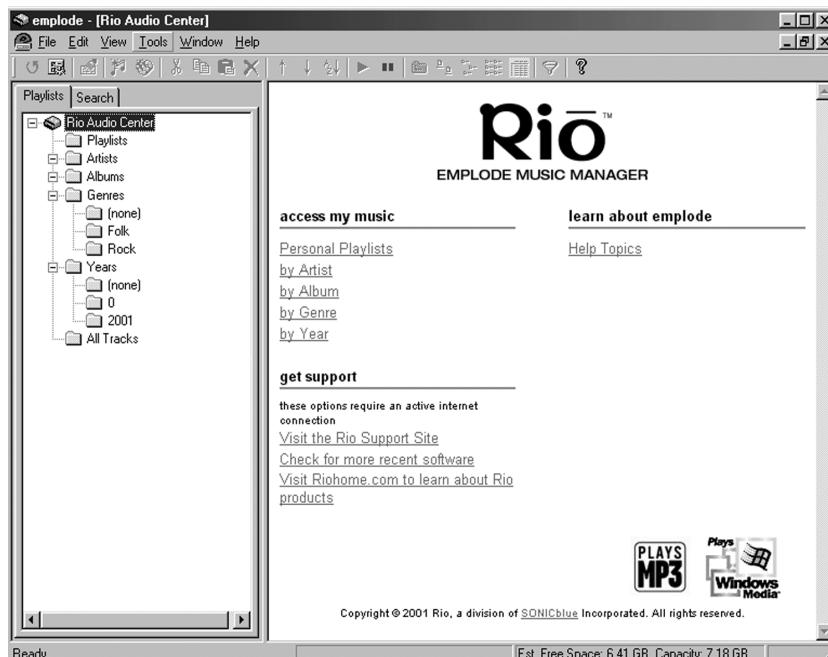 emplode - [Rio Audio Center]
File Edit View Tools Window Help
Playlists Search
Rio Audio Center
Playlists
Artists
Albums
Genres
(none)
Folk
Rock
Years
(none)
0
2001
All Tracks
Rio™
EMPLODE MUSIC MANAGER
access my music
Personal Playlists
by Artist
by Album
by Genre
by Year
learn about emplode
Help Topics
get support
these options require an active internet
connection
Visit the Rio Support Site
Check for more recent software
Visit Riohome.com to learn about Rio
products
PLAYS
MP3
Plays
Windows
Media
Copyright © 2001 Rio, a division of SONICblue Incorporated. All rights reserved.
Ready
Est. Free Space: 6.41 GB, Capacity: 7.18 GB